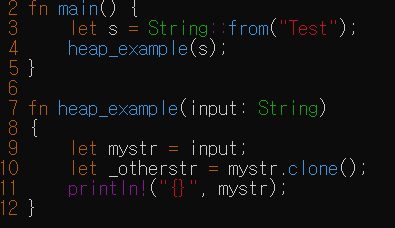 2 fn main() {
3     let s = String::from("Test");
4     heap_example(s);
5 }
6
7 fn heap_example(input: String)
8 {
9     let mystr = input;
10     let _otherstr = mystr.clone();
11     println!("{}", mystr);
12 }